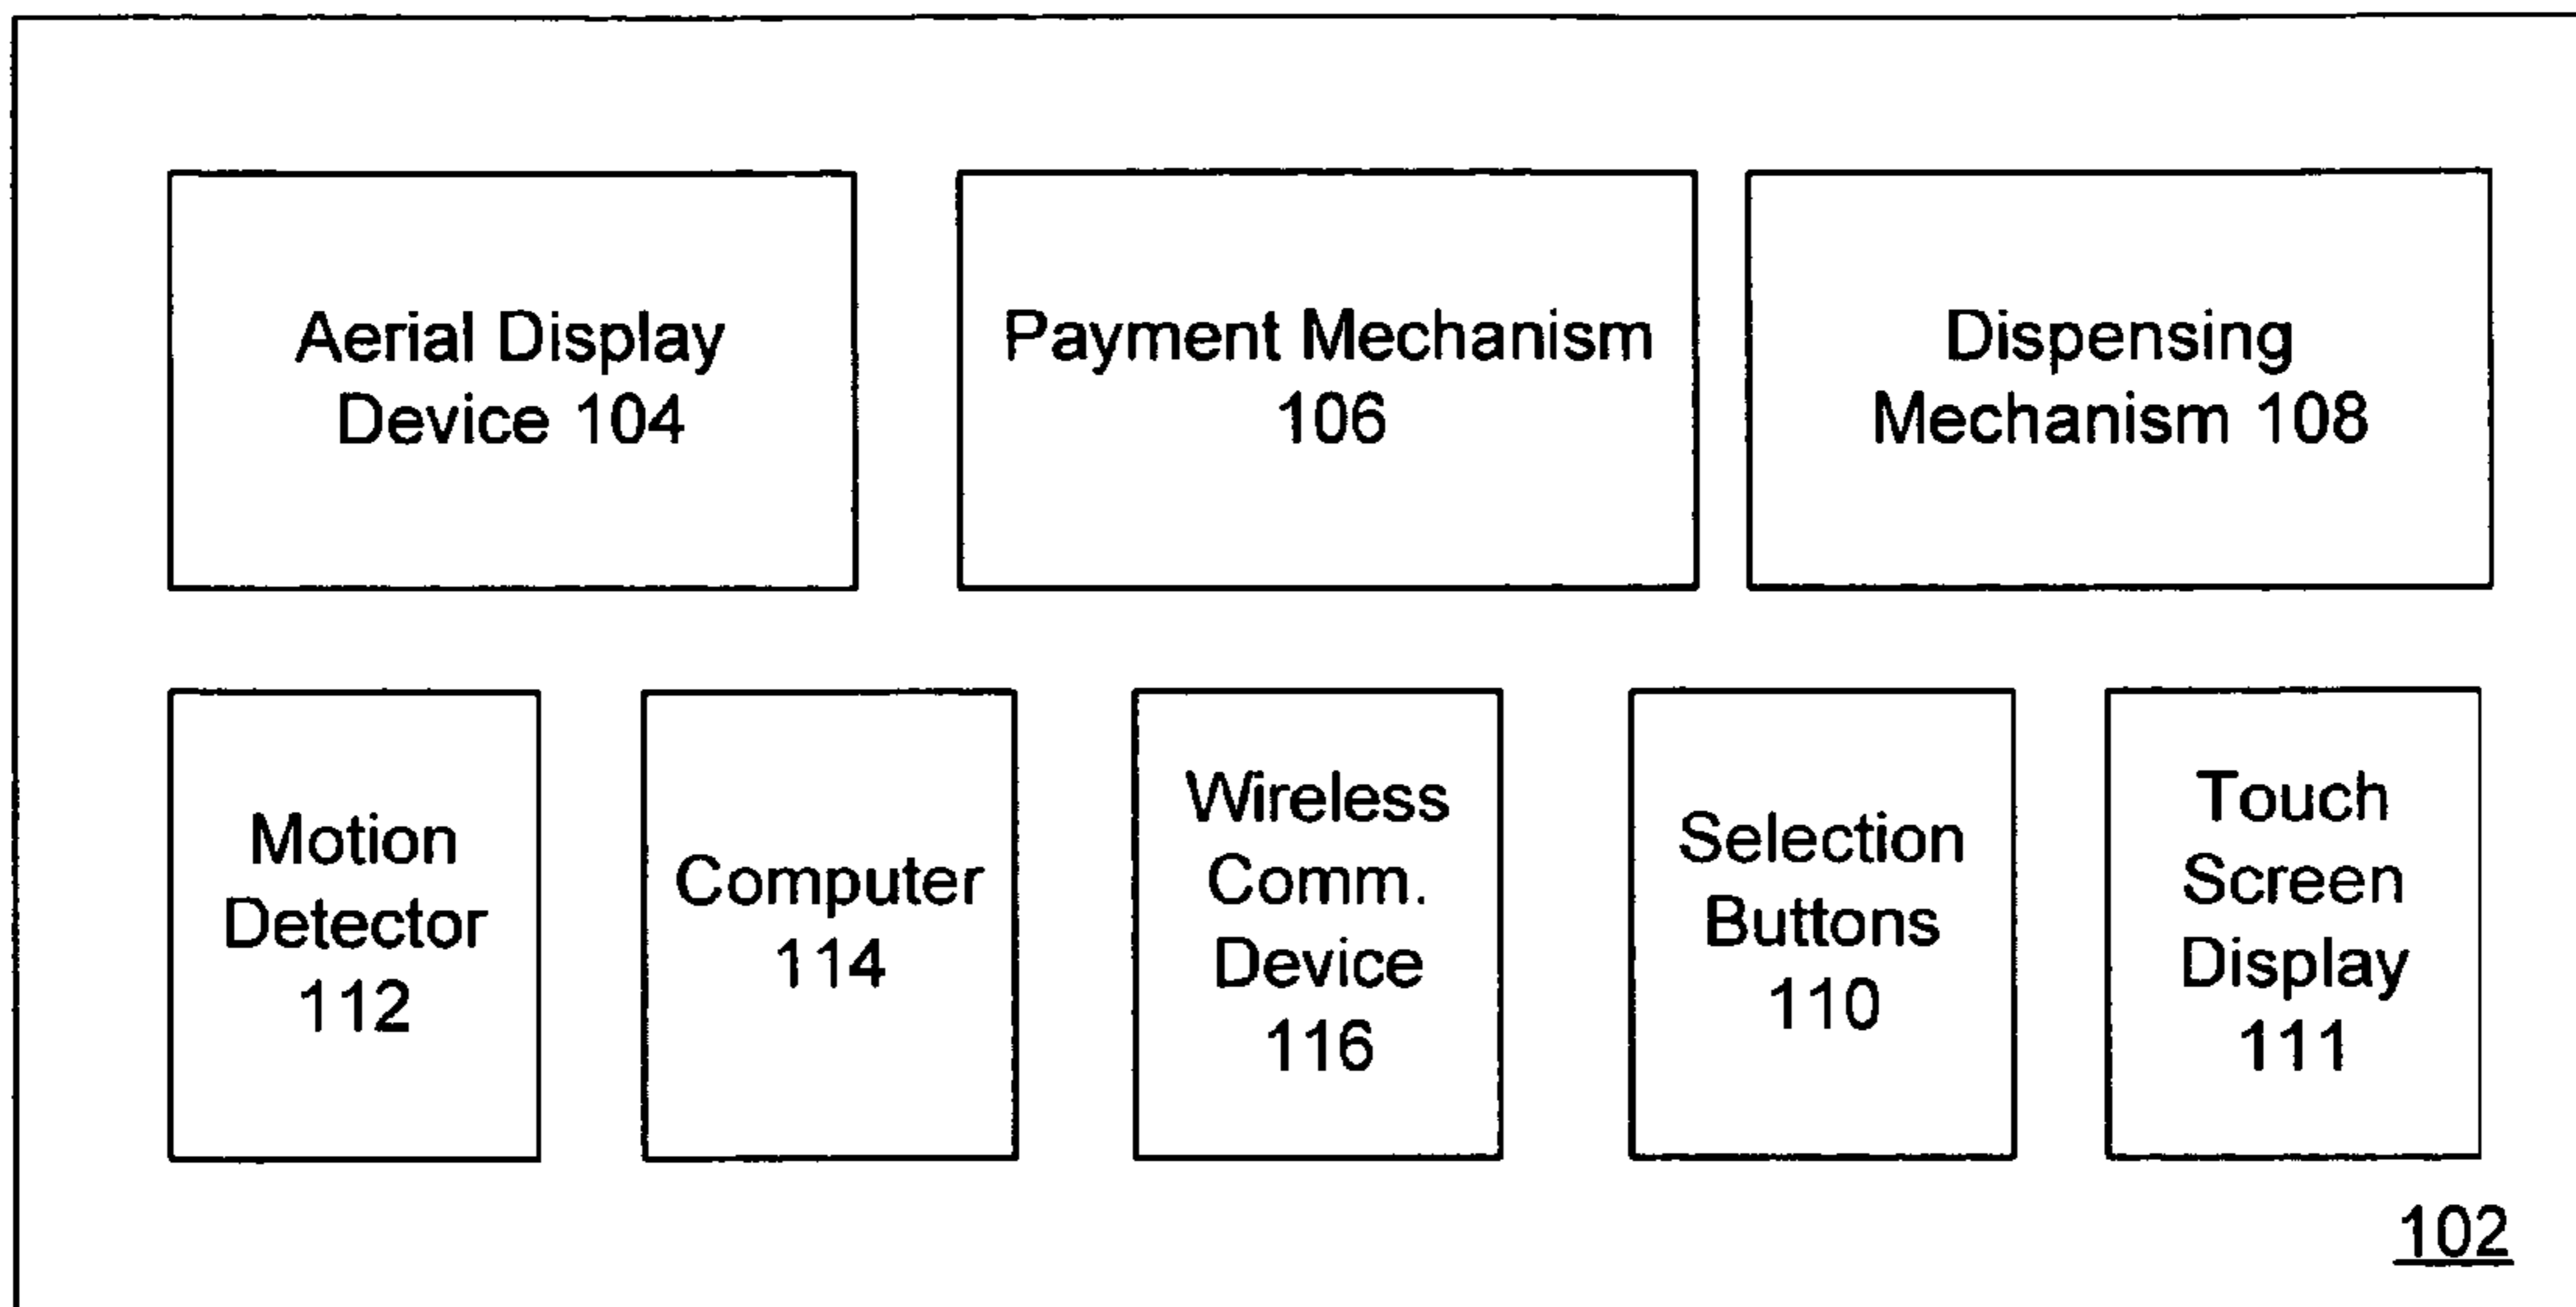 Aerial Display
Device 104
Payment Mechanism
106
Dispensing
Mechanism 108
Motion
Detector
112
Computer
114
Wireless
Comm.
Device
116
Selection
Buttons
110
Touch
Screen
Display
111
102